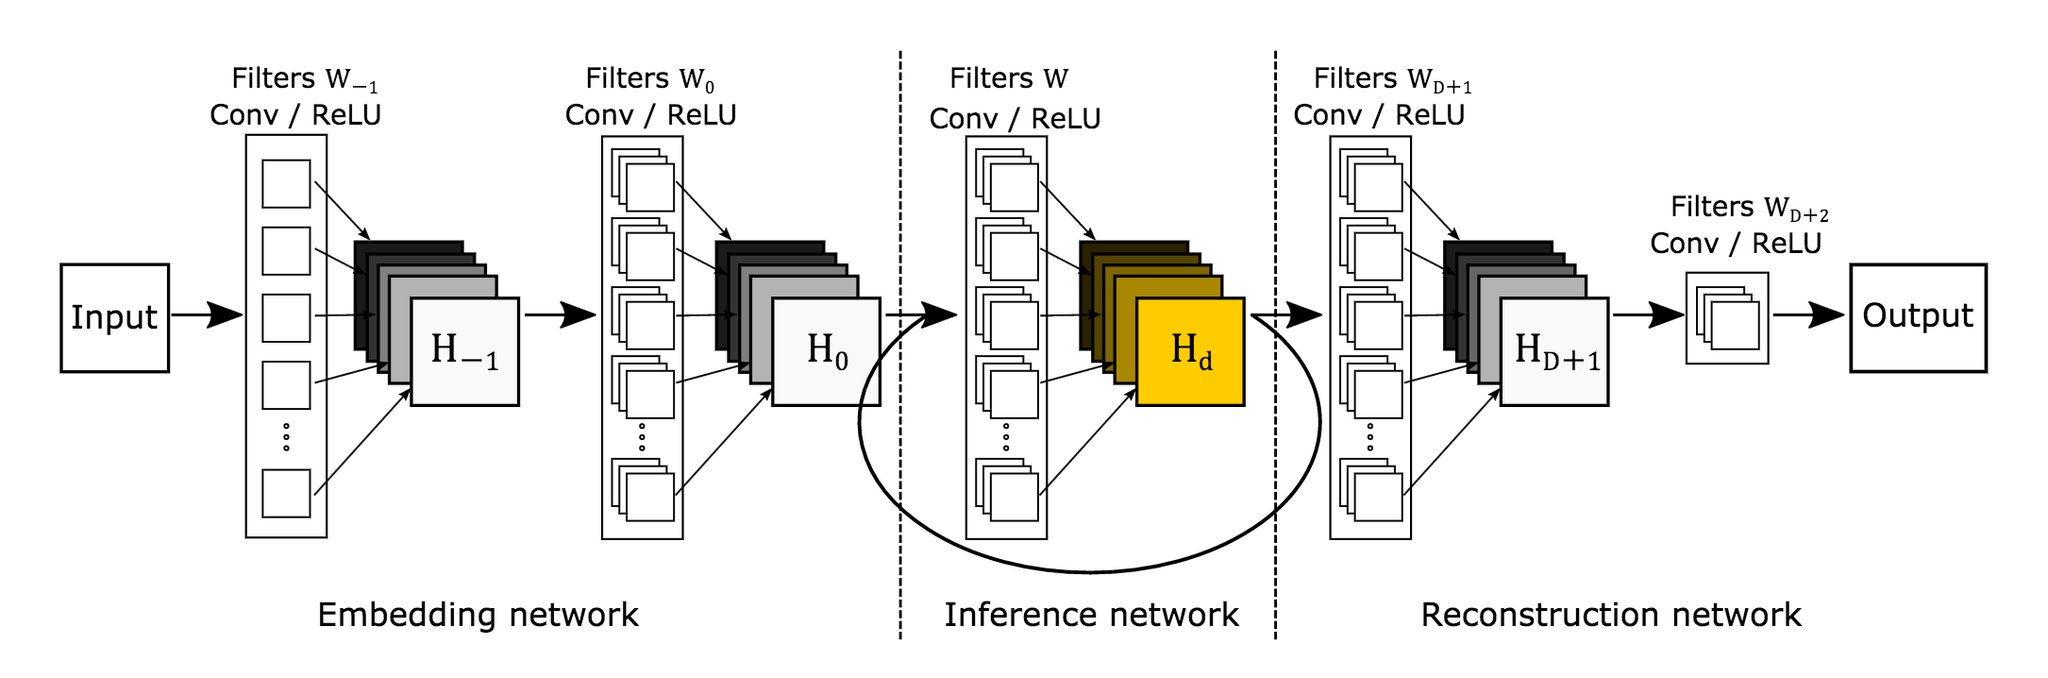 Filters W₋₁
Conv / ReLU
Filters W₀
Conv / ReLU
Filters W
Conv / ReLU
Filters W_D+1
Conv / ReLU
Filters W_D+2
Conv / ReLU
Input
H₋₁
H₀
H_d
H_D+1
Output
Embedding network
Inference network
Reconstruction network